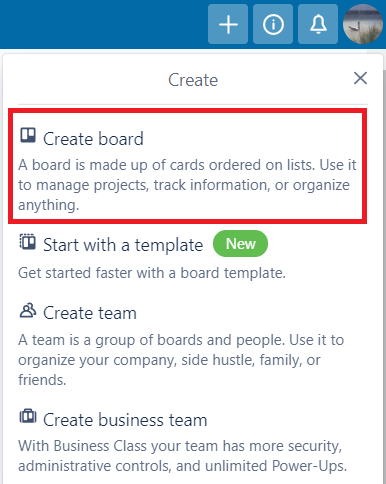 Create
Create board
A board is made up of cards ordered on lists. Use it
to manage projects, track information, or organize
anything.
Start with a template New
Get started faster with a board template.
Create team
A team is a group of boards and people. Use it to
organize your company, side hustle, family, or
friends.
Create business team
With Business Class your team has more security,
administrative controls, and unlimited Power-Ups.